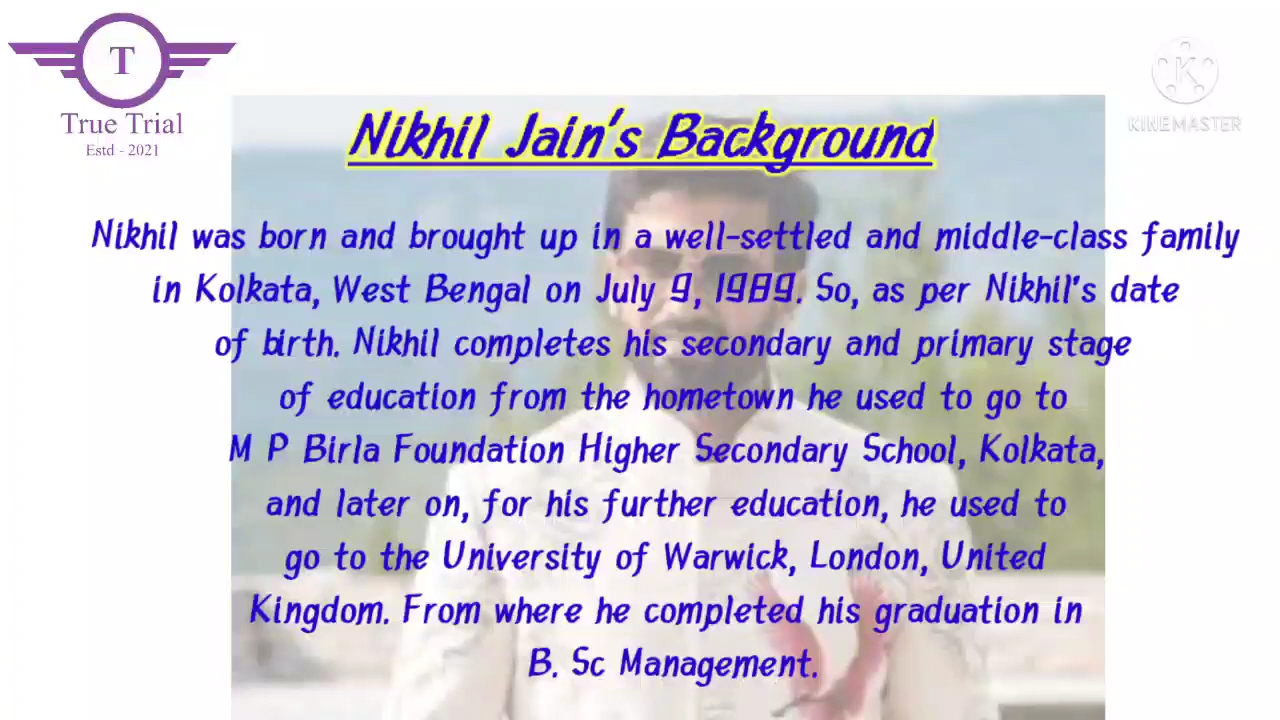 T
True Trial
Estd - 2021
K
KINEMASTER
Nikhil Jain's Background
Nikhil was born and brought up in a well-settled and middle-class family
in Kolkata, West Bengal on July 9, 1989. So, as per Nikhil's date
of birth. Nikhil completes his secondary and primary stage
of education from the hometown he used to go to
M P Birla Foundation Higher Secondary School, Kolkata,
and later on, for his further education, he used to
go to the University of Warwick, London, United
Kingdom. From where he completed his graduation in
B. Sc Management.